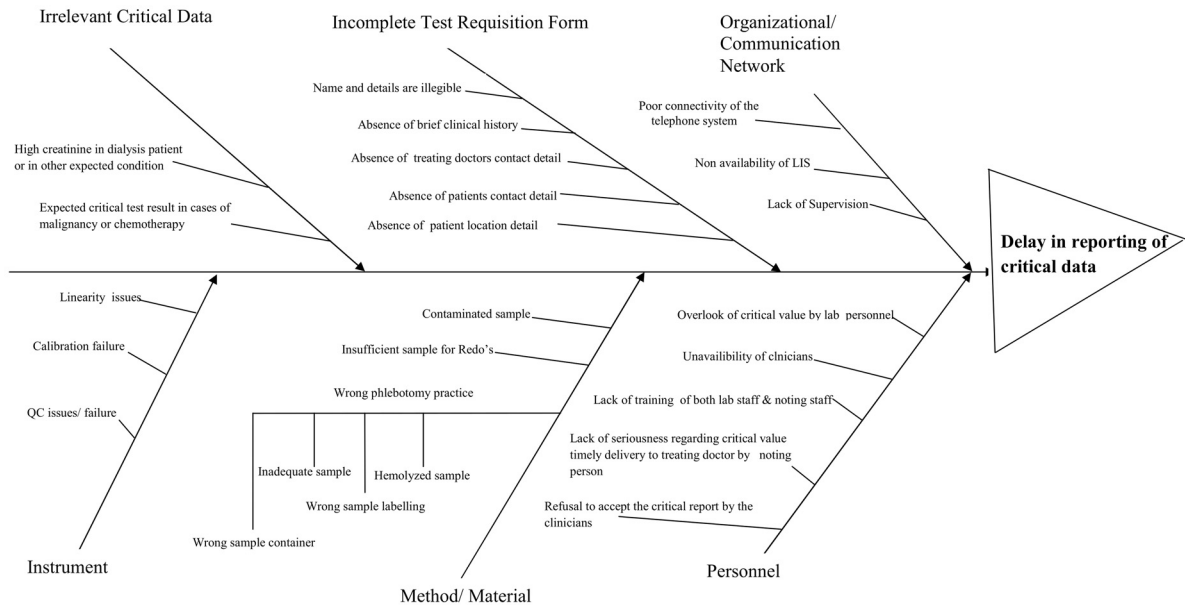 Irrelevant Critical Data
Incomplete Test Requisition Form
Organizational/
Communication
Network
Name and details are illegible
Absence of brief clinical history
Absence of treating doctors contact detail
Absence of patients contact detail
Absence of patient location detail
Poor connectivity of the
telephone system
Non availability of LIS
Lack of Supervision
High creatinine in dialysis patient
or in other expected condition
Expected critical test result in cases of
malignancy or chemotherapy
Delay in reporting of
critical data
Linearity issues
Calibration failure
QC issues/ failure
Instrument
Contaminated sample
Insufficient sample for Redo's
Wrong phlebotomy practice
Inadequate sample
Hemolyzed sample
Wrong sample labelling
Wrong sample container
Method/ Material
Overlook of critical value by lab personnel
Unavailibility of clnicians
Lack of training of both lab staff & noting staff
Lack of seriousness regarding critical value
timely delivery to treating doctor by noting
person
Refusal to accept the critical report by the
clinicians
Personnel